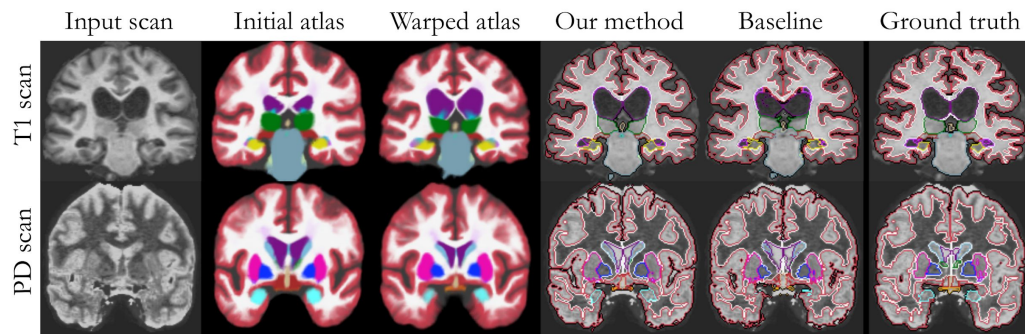 Input scan Initial atlas Warped atlas Our method Baseline Ground truth
T1 scan
PD scan